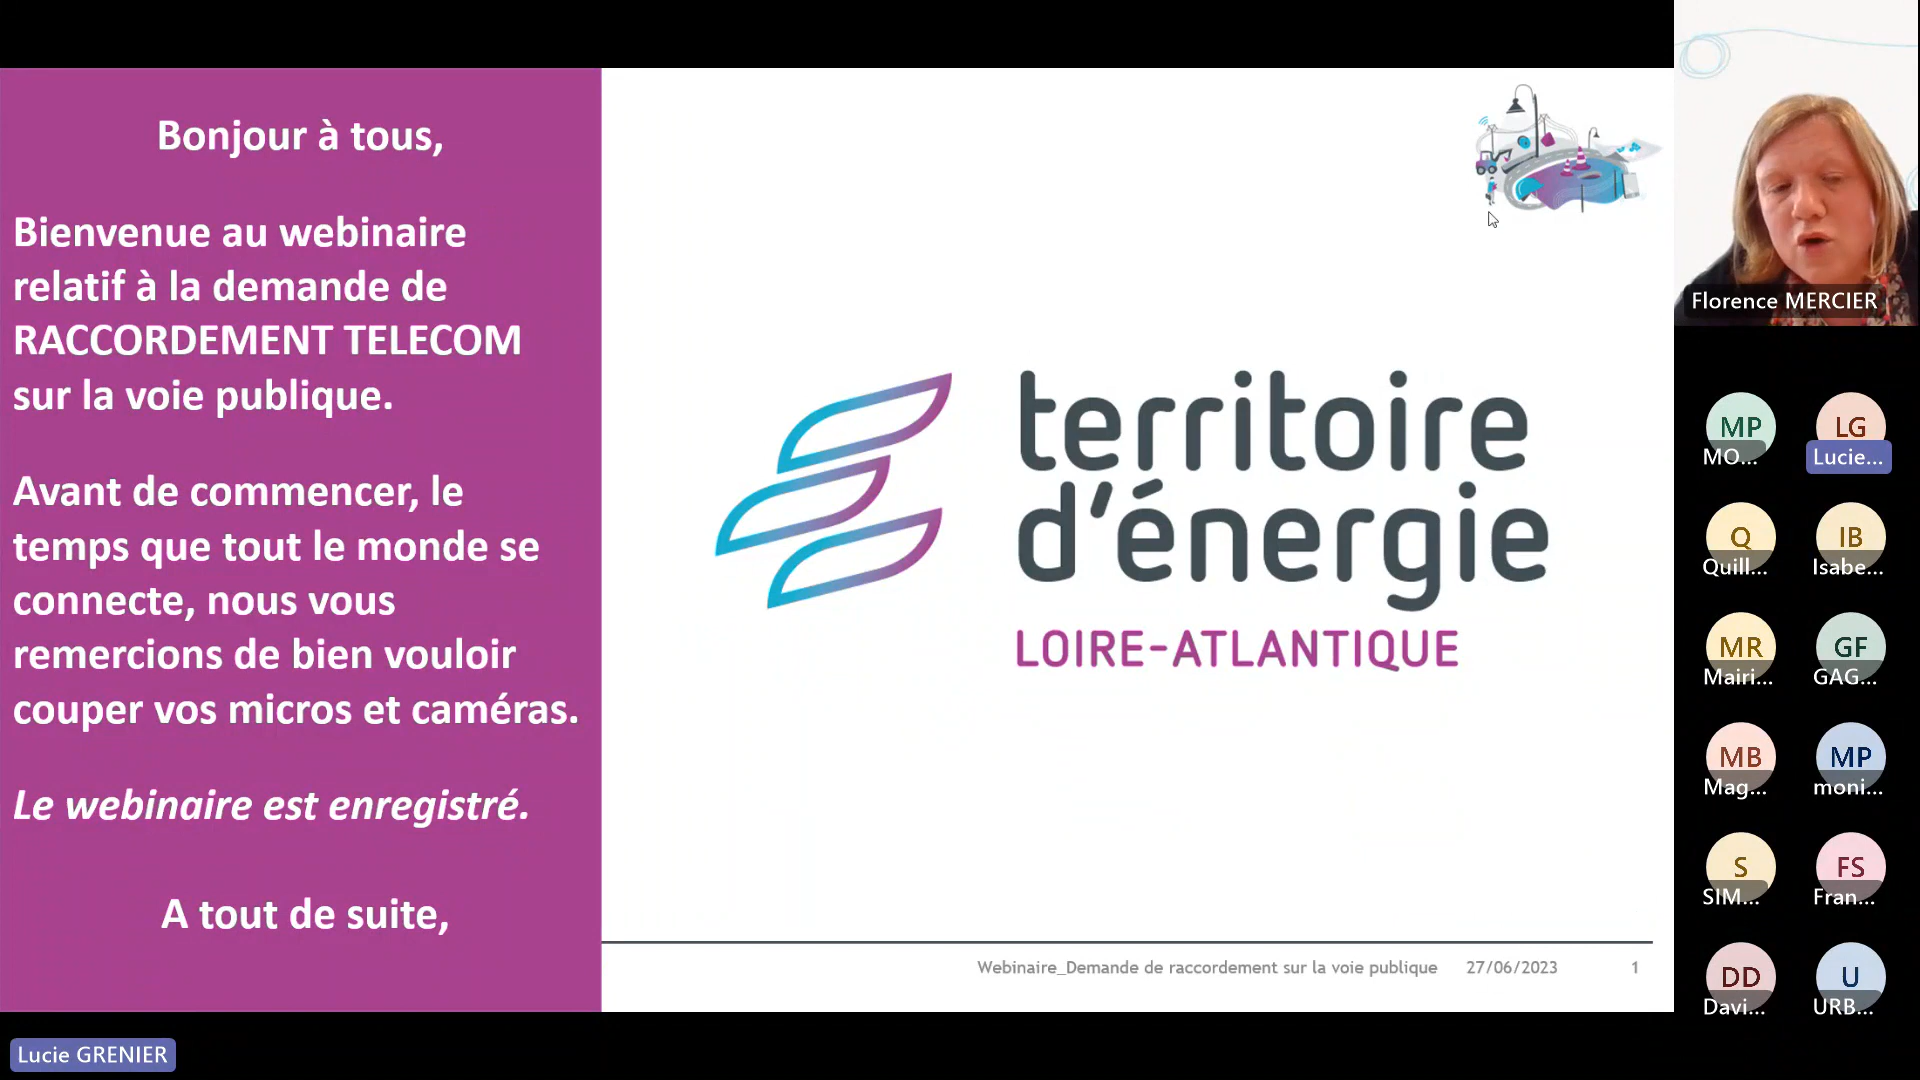 Bonjour à tous,
Bienvenue au webinaire
relatif à la demande de
RACCORDEMENT TELECOM
sur la voie publique.
Avant de commencer, le
temps que tout le monde se
connecte, nous vous
remercions de bien vouloir
couper vos micros et caméras.
Le webinaire est enregistré.
A tout de suite,
territoire
d'énergie
LOIRE-ATLANTIQUE
Webinaire_Demande de raccordement sur la voie publique 27/06/2023 1
Lucie GRENIER
Florence MERCIER
MP LG
MO... Lucie...
Q IB
Quill... Isabe...
MR GF
Mairi... GAG...
MB MP
Mag... moni...
S FS
SIM... Fran...
DD U
Davi... URB...